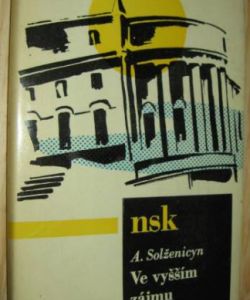 nsk
A. Solženicyn
Ve vyšším
zájmu